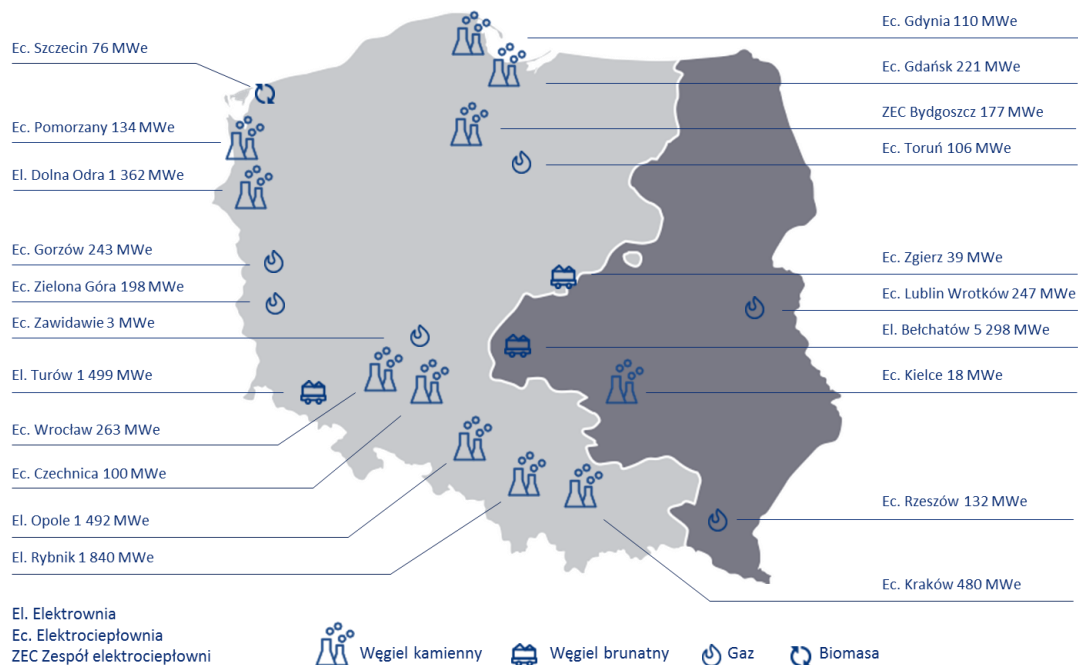 Ec. Szczecin 76 MWe
Ec. Pomorzany 134 MWe
El. Dolna Odra 1 362 MWe
Ec. Gorzów 243 MWe
Ec. Zielona Góra 198 MWe
Ec. Zawidawie 3 MWe
El. Turów 1 499 MWe
Ec. Wrocław 263 MWe
Ec. Czechnica 100 MWe
El. Opole 1 492 MWe
El. Rybnik 1 840 MWe
Ec. Gdynia 110 MWe
Ec. Gdańsk 221 MWe
ZEC Bydgoszcz 177 MWe
Ec. Toruń 106 MWe
Ec. Zgierz 39 MWe
Ec. Lublin Wrotków 247 MWe
El. Bełchatów 5 298 MWe
Ec. Kielce 18 MWe
Ec. Rzeszów 132 MWe
Ec. Kraków 480 MWe
El. Elektrownia
Ec. Elektrociepłownia
ZEC Zespół elektrociepłowni
Węgiel kamienny
Węgiel brunatny
Gaz
Biomasa